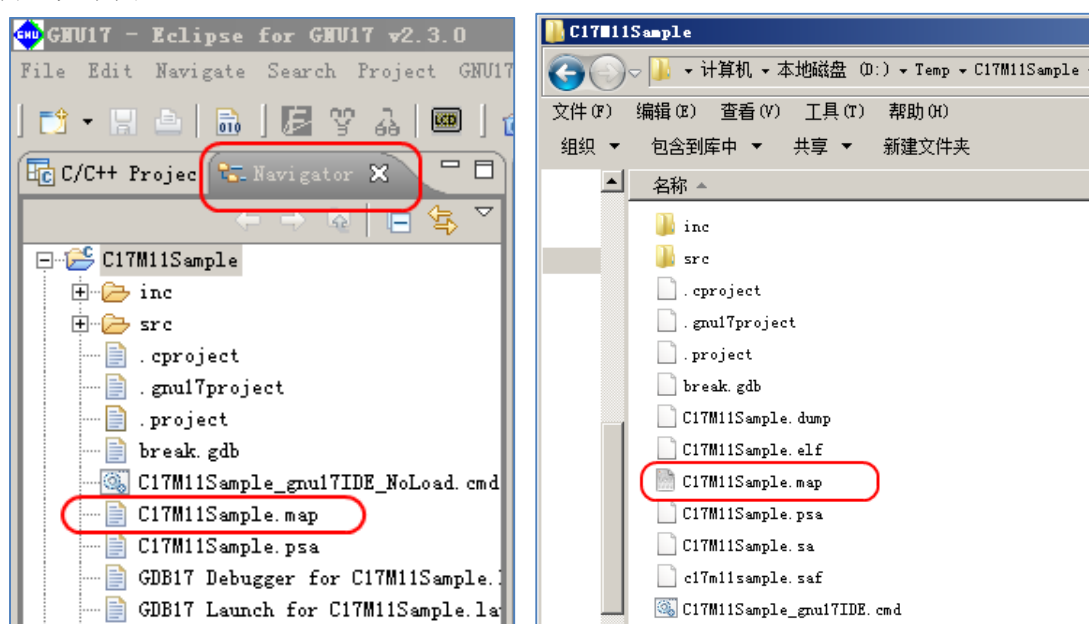 GNU17 - Eclipse for GNU17 v2.3.0
File Edit Navigate Search Project GNU17
C/C++ Projec
Navigator
C17M11Sample
inc
src
.cproject
.gnu17project
.project
break.gdb
C17M11Sample_gnu17IDE_NoLoad.cmd
C17M11Sample.map
C17M11Sample.psa
GDB17 Debugger for C17M11Sample.
GDB17 Launch for C17M11Sample.la
C17M11Sample
计算机 本地磁盘 (D:) Temp C17M11Sample
文件(F) 编辑(E) 查看(V) 工具(T) 帮助(H)
组织 包含到库中 共享 新建文件夹
名称
inc
src
.cproject
.gnu17project
.project
break.gdb
C17M11Sample.dump
C17M11Sample.elf
C17M11Sample.map
C17M11Sample.psa
C17M11Sample.sa
c17m11sample.saf
C17M11Sample_gnu17IDE.cmd